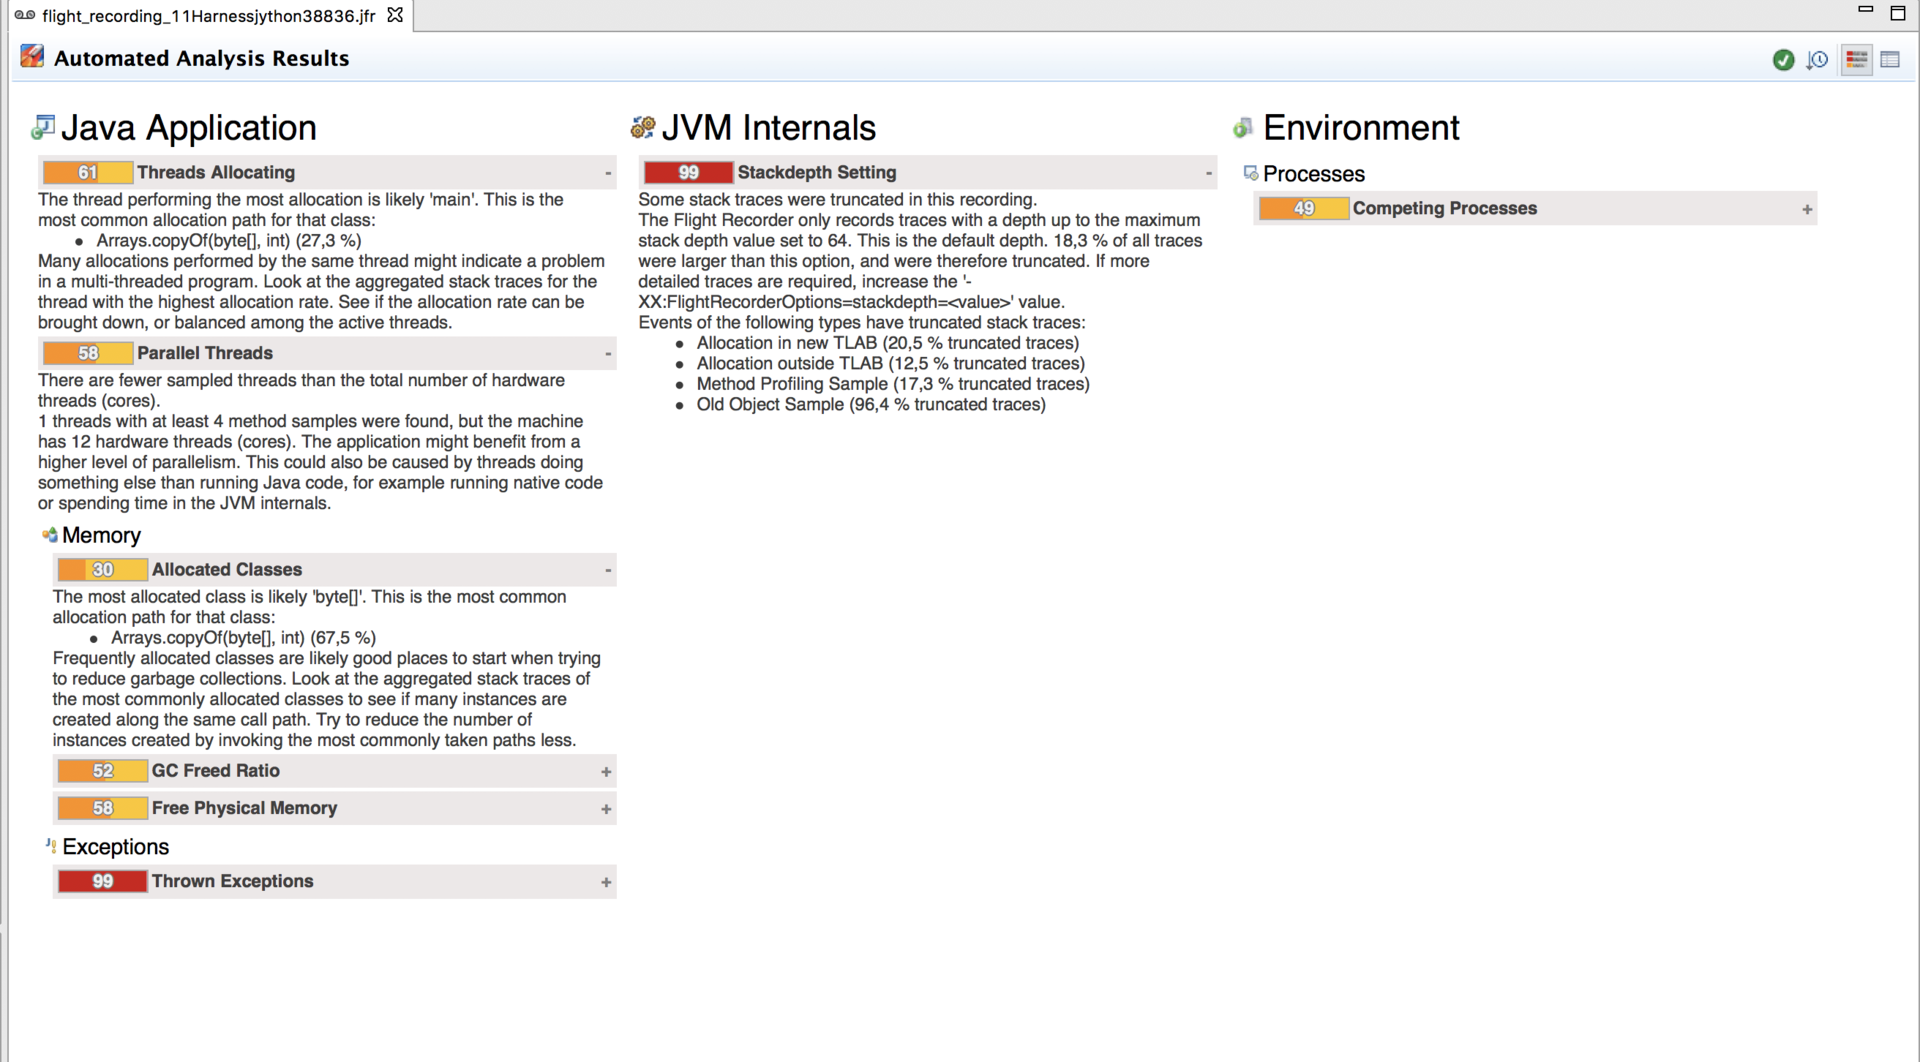 flight_recording_11Harnessjython38836.jfr
Automated Analysis Results
Java Application
61 Threads Allocating -
The thread performing the most allocation is likely 'main'. This is the
most common allocation path for that class:
• Arrays.copyOf(byte[], int) (27,3 %)
Many allocations performed by the same thread might indicate a problem
in a multi-threaded program. Look at the aggregated stack traces for the
thread with the highest allocation rate. See if the allocation rate can be
brought down, or balanced among the active threads.
58 Parallel Threads -
There are fewer sampled threads than the total number of hardware
threads (cores).
1 threads with at least 4 method samples were found, but the machine
has 12 hardware threads (cores). The application might benefit from a
higher level of parallelism. This could also be caused by threads doing
something else than running Java code, for example running native code
or spending time in the JVM internals.
Memory
30 Allocated Classes -
The most allocated class is likely 'byte[]'. This is the most common
allocation path for that class:
• Arrays.copyOf(byte[], int) (67,5 %)
Frequently allocated classes are likely good places to start when trying
to reduce garbage collections. Look at the aggregated stack traces of
the most commonly allocated classes to see if many instances are
created along the same call path. Try to reduce the number of
instances created by invoking the most commonly taken paths less.
52 GC Freed Ratio +
58 Free Physical Memory +
Exceptions
99 Thrown Exceptions +
JVM Internals
99 Stackdepth Setting -
Some stack traces were truncated in this recording.
The Flight Recorder only records traces with a depth up to the maximum
stack depth value set to 64. This is the default depth. 18,3 % of all traces
were larger than this option, and were therefore truncated. If more
detailed traces are required, increase the '-
XX:FlightRecorderOptions=stackdepth=<value>' value.
Events of the following types have truncated stack traces:
• Allocation in new TLAB (20,5 % truncated traces)
• Allocation outside TLAB (12,5 % truncated traces)
• Method Profiling Sample (17,3 % truncated traces)
• Old Object Sample (96,4 % truncated traces)
Environment
Processes
49 Competing Processes +